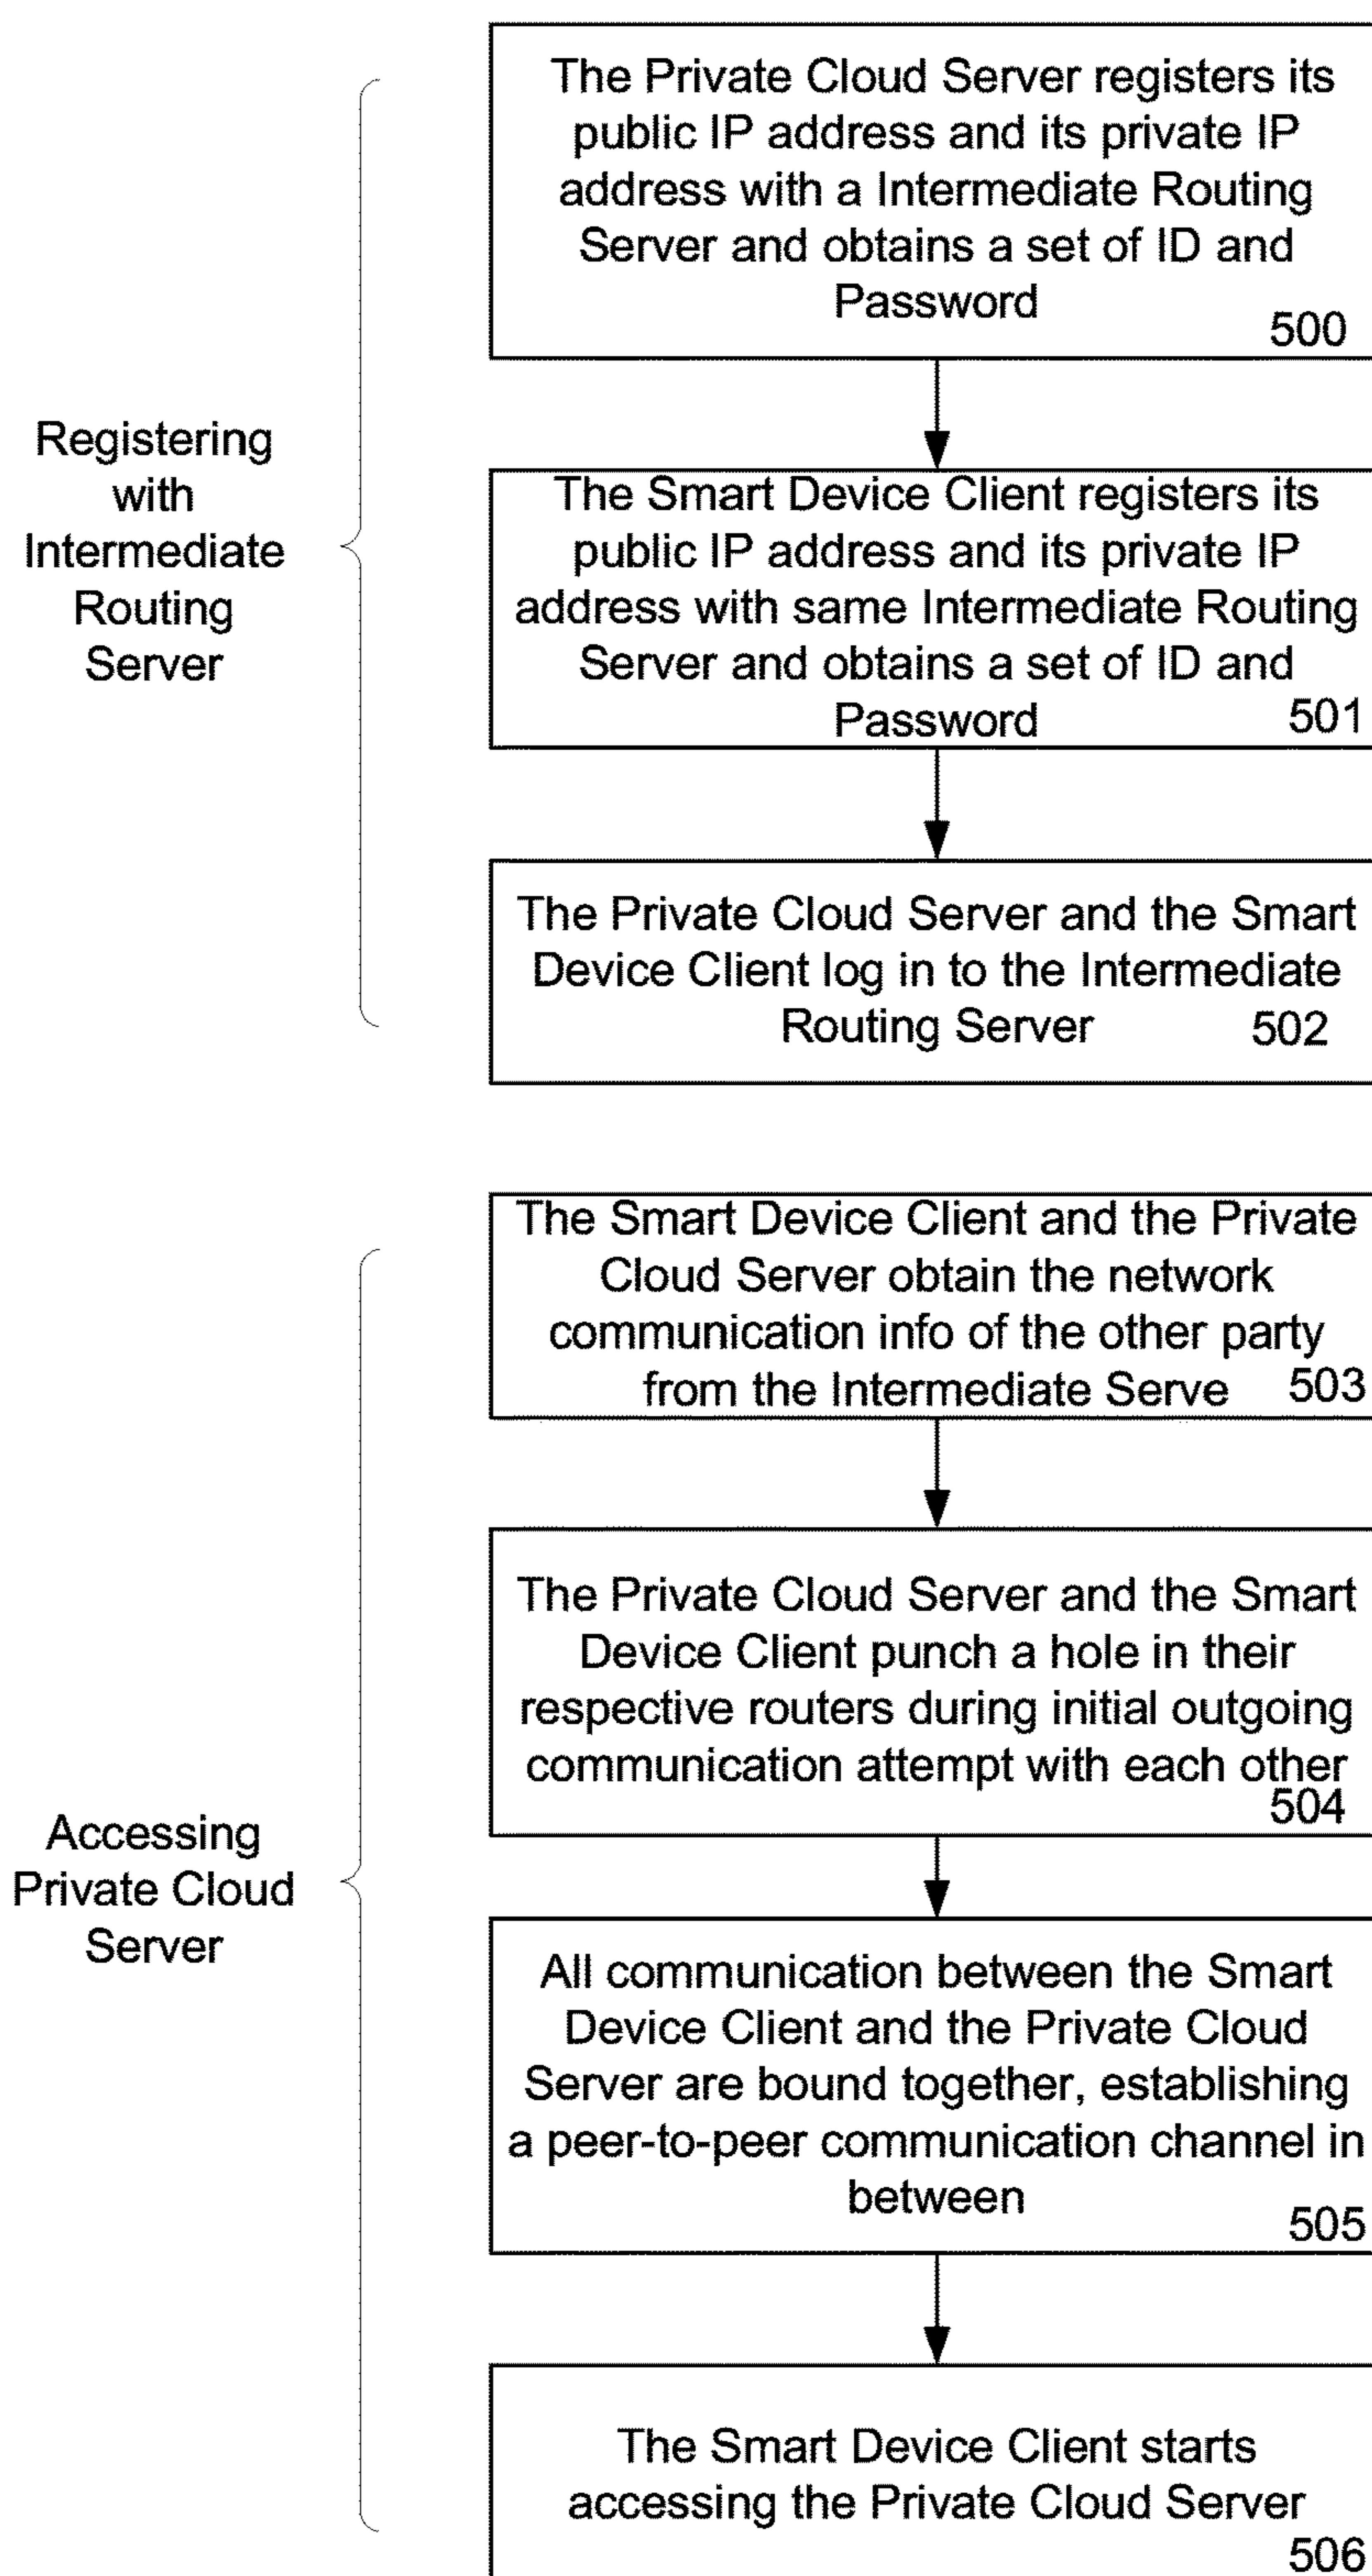 The Private Cloud Server registers its
public IP address and its private IP
address with a Intermediate Routing
Server and obtains a set of ID and
Password
500
Registering
with
Intermediate
Routing
Server
The Smart Device Client registers its
public IP address and its private IP
address with same Intermediate Routing
Server and obtains a set of ID and
Password
501
The Private Cloud Server and the Smart
Device Client log in to the Intermediate
Routing Server
502
The Smart Device Client and the Private
Cloud Server obtain the network
communication info of the other party
from the Intermediate Serve
503
The Private Cloud Server and the Smart
Device Client punch a hole in their
respective routers during initial outgoing
communication attempt with each other
504
Accessing
Private Cloud
Server
All communication between the Smart
Device Client and the Private Cloud
Server are bound together, establishing
a peer-to-peer communication channel in
between
505
The Smart Device Client starts
accessing the Private Cloud Server
506